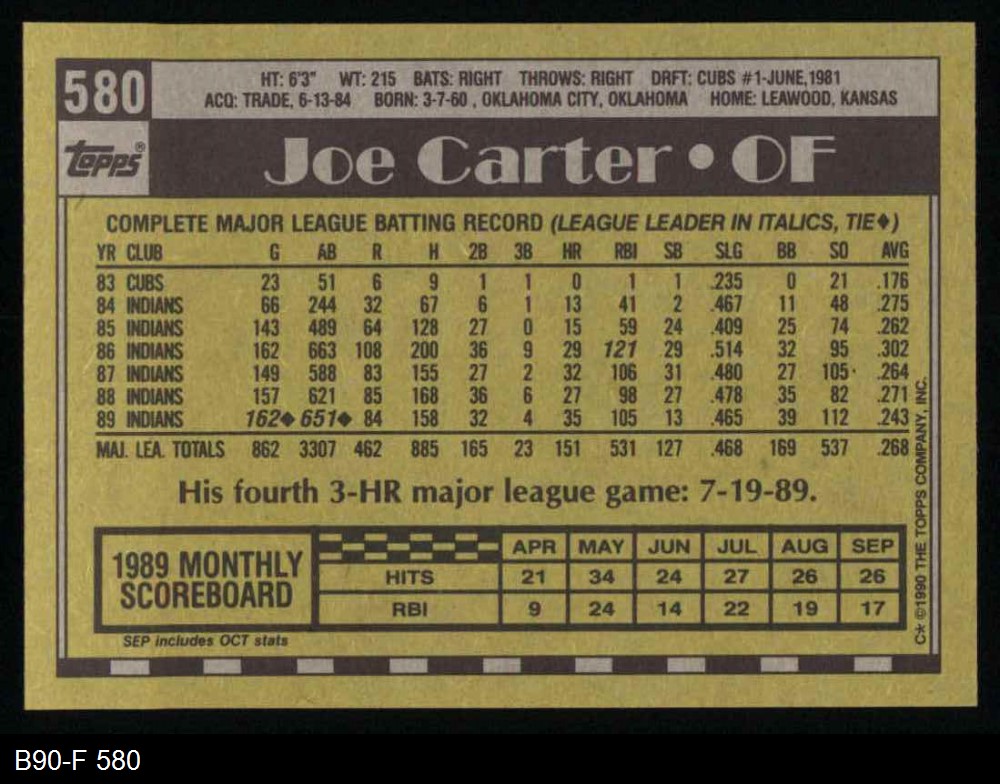 580
HT: 6'3" WT: 215 BATS: RIGHT THROWS: RIGHT DRFT: CUBS #1-JUNE,1981
ACQ: TRADE, 6-13-84 BORN: 3-7-60 , OKLAHOMA CITY, OKLAHOMA HOME: LEAWOOD, KANSAS
topps®
Joe Carter • OF
COMPLETE MAJOR LEAGUE BATTING RECORD (LEAGUE LEADER IN ITALICS, TIE♦)
YR CLUB G AB R H 2B 3B HR RBI SB SLG BB SO AVG
83 CUBS 23 51 6 9 1 1 0 1 1 .235 0 21 .176
84 INDIANS 66 244 32 67 6 1 13 41 2 .467 11 48 .275
85 INDIANS 143 489 64 128 27 0 15 59 24 .409 25 74 .262
86 INDIANS 162 663 108 200 36 9 29 121 29 .514 32 95 .302
87 INDIANS 149 588 83 155 27 2 32 106 31 .480 27 105 .264
88 INDIANS 157 621 85 168 36 6 27 98 27 .478 35 82 .271
89 INDIANS 162♦ 651♦ 84 158 32 4 35 105 13 .465 39 112 .243
MAJ. LEA. TOTALS 862 3307 462 885 165 23 151 531 127 .468 169 537 .268
His fourth 3-HR major league game: 7-19-89.
1989 MONTHLY
SCOREBOARD
APR MAY JUN JUL AUG SEP
HITS 21 34 24 27 26 26
RBI 9 24 14 22 19 17
SEP includes OCT stats
C* ©1990 THE TOPPS COMPANY, INC.
B90-F 580